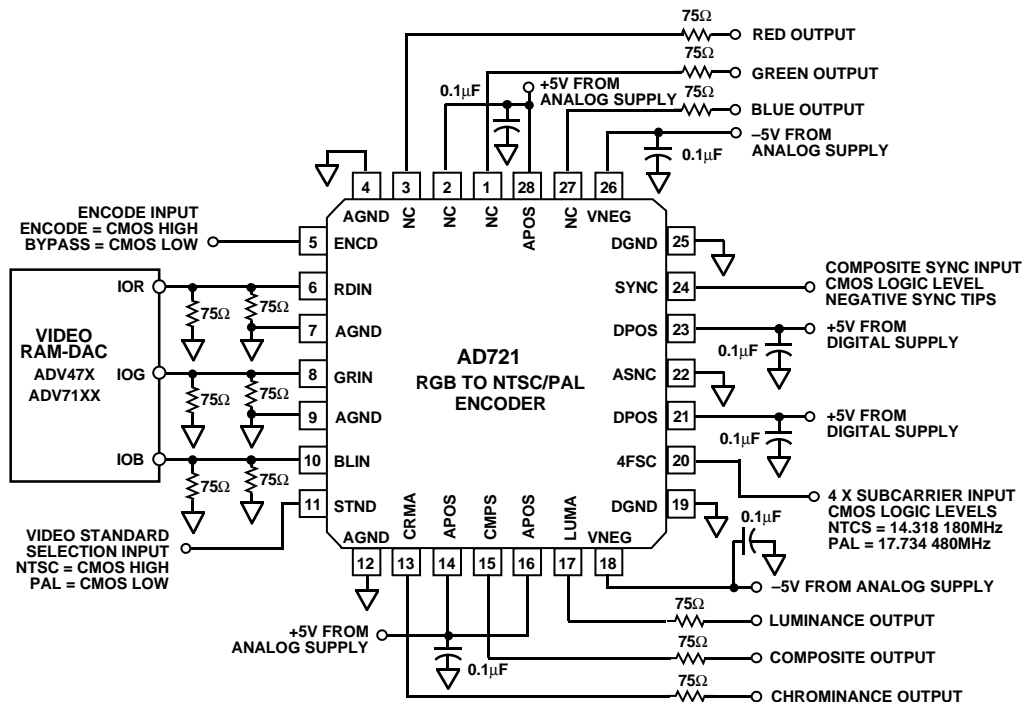 75Ω
RED OUTPUT
75Ω
GREEN OUTPUT
0.1μF
+5V FROM
ANALOG SUPPLY
75Ω
BLUE OUTPUT
–5V FROM
ANALOG SUPPLY
0.1μF
4 3 2 1 28 27 26
AGND NC NC NC APOS NC VNEG
ENCODE INPUT
ENCODE = CMOS HIGH
BYPASS = CMOS LOW
5 ENCD
DGND 25
IOR
6 RDIN
75Ω 75Ω
SYNC 24
COMPOSITE SYNC INPUT
CMOS LOGIC LEVEL
NEGATIVE SYNC TIPS
7 AGND
DPOS 23
+5V FROM
DIGITAL SUPPLY
0.1μF
VIDEO
RAM-DAC
ADV47X
ADV71XX
IOG
8 GRIN
75Ω 75Ω
AD721
RGB TO NTSC/PAL
ENCODER
ASNC 22
9 AGND
DPOS 21
+5V FROM
DIGITAL SUPPLY
0.1μF
IOB
10 BLIN
75Ω 75Ω
4FSC 20
4 X SUBCARRIER INPUT
CMOS LOGIC LEVELS
NTCS = 14.318 180MHz
PAL = 17.734 480MHz
11 STND
DGND 19
VIDEO STANDARD
SELECTION INPUT
NTSC = CMOS HIGH
PAL = CMOS LOW
AGND CRMA APOS CMPS APOS LUMA VNEG
12 13 14 15 16 17 18
0.1μF
–5V FROM ANALOG SUPPLY
75Ω
LUMINANCE OUTPUT
+5V FROM
ANALOG SUPPLY
0.1μF
75Ω
COMPOSITE OUTPUT
75Ω
CHROMINANCE OUTPUT